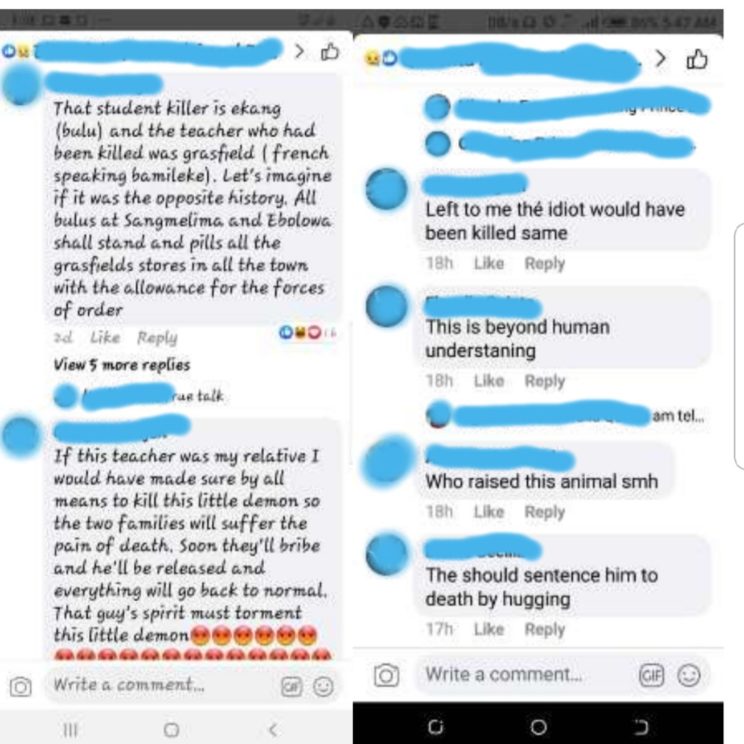 That student killer is ekang
(bulu) and the teacher who had
been killed was grasfield ( french
speaking bamileke). Let's imagine
if it was the opposite history. All
bulus at Sangmelima and Ebolowa
shall stand and pills all the
grasfields stores in all the town
with the allowance for the forces
of order
2d Like Reply
View 5 more replies
talk
If this teacher was my relative I
would have made sure by all
means to kill this little demon so
the two families will suffer the
pain of death. Soon they'll bribe
and he'll be released and
everything will go back to normal.
That guy's spirit must torment
this little demon😡😡😡😡😡😡
😡😡😡😡😡😡😡😡😡😡😡😡😡
Write a comment...
GIF
86% 5:47 AM
Left to me thé idiot would have
been killed same
18h Like Reply
This is beyond human
understaning
18h Like Reply
am tel...
Who raised this animal smh
18h Like Reply
The should sentence him to
death by hugging
17h Like Reply
Write a comment...
GIF